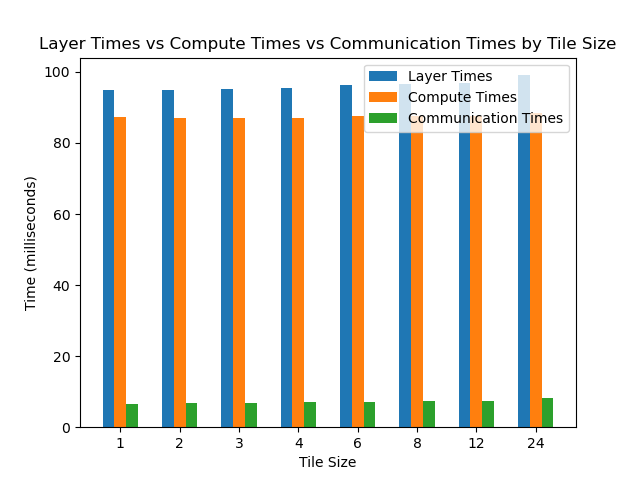 Layer Times vs Compute Times vs Communication Times by Tile Size
Layer Times
Compute Times
Communication Times
100
80
60
40
20
0
Time (milliseconds)
1 2 3 4 6 8 12 24
Tile Size